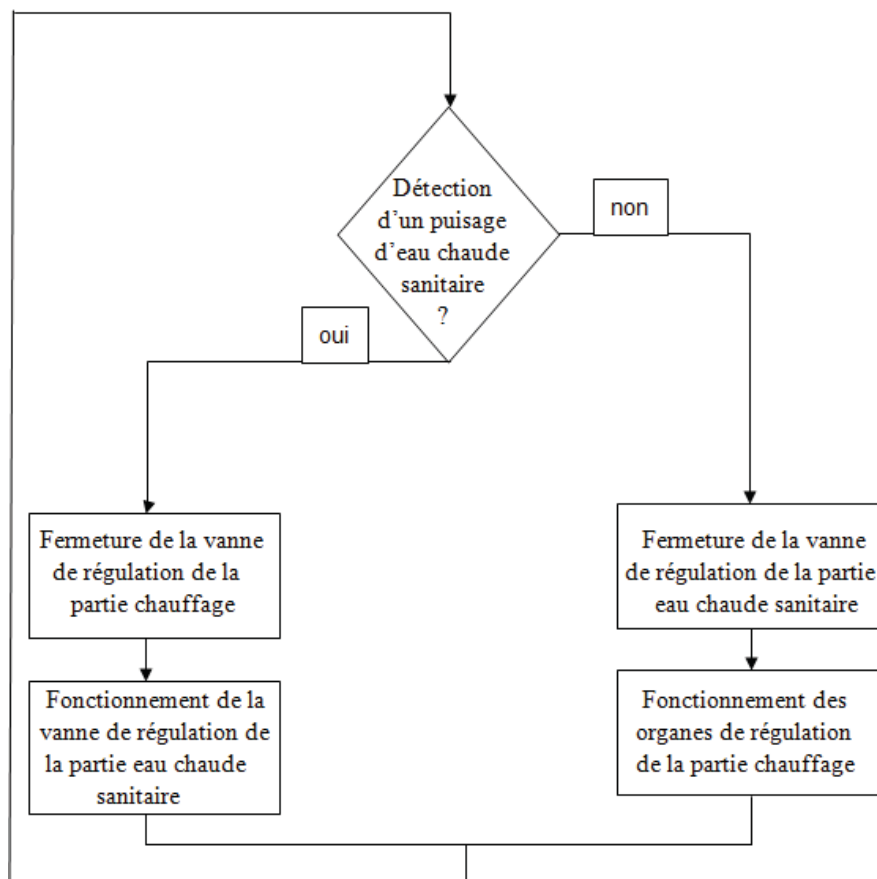 Détection
d'un puisage
d'eau chaude
sanitaire
?
non
oui
Fermeture de la vanne
de régulation de la
partie chauffage
Fermeture de la vanne
de régulation de la partie
eau chaude sanitaire
Fonctionnement de la
vanne de régulation de
la partie eau chaude
sanitaire
Fonctionnement des
organes de régulation
de la partie chauffage